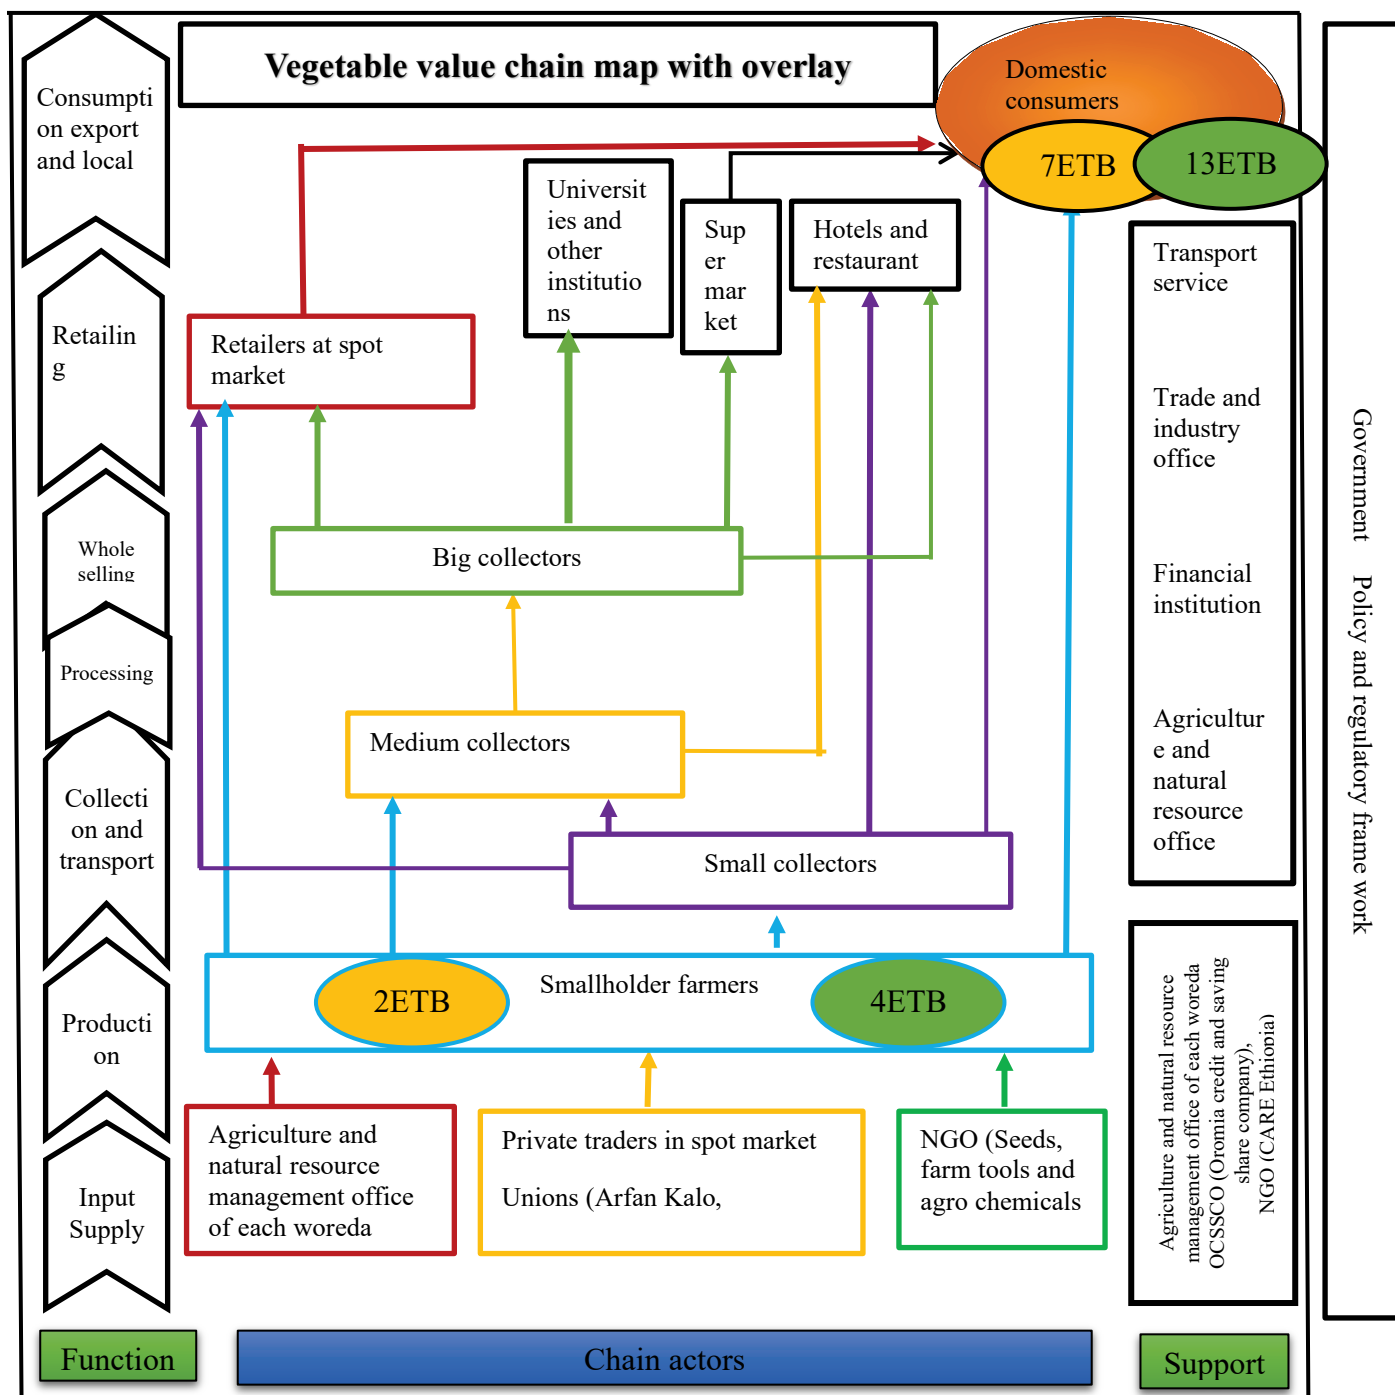 Vegetable value chain map with overlay
Consumpti
on export
and local
Retailin
g
Whole
selling
Processing
Collecti
on and
transport
Producti
on
Input
Supply
Domestic
consumers
7ETB
13ETB
Universit
ies and
other
institutio
ns
Sup
er
mar
ket
Hotels and
restaurant
Retailers at spot
market
Big collectors
Medium collectors
Small collectors
Smallholder farmers
2ETB
4ETB
Agriculture and
natural resource
management office
of each woreda
Private traders in spot market
Unions (Arfan Kalo,
NGO (Seeds,
farm tools and
agro chemicals
Transport
service
Trade and
industry
office
Financial
institution
Agricultur
e and
natural
resource
office
Agriculture and natural resource
management office of each woreda
OCSSCO (Oromia credit and saving
share company),
NGO (CARE Ethiopia)
Government Policy and regulatory frame work
Function
Chain actors
Support